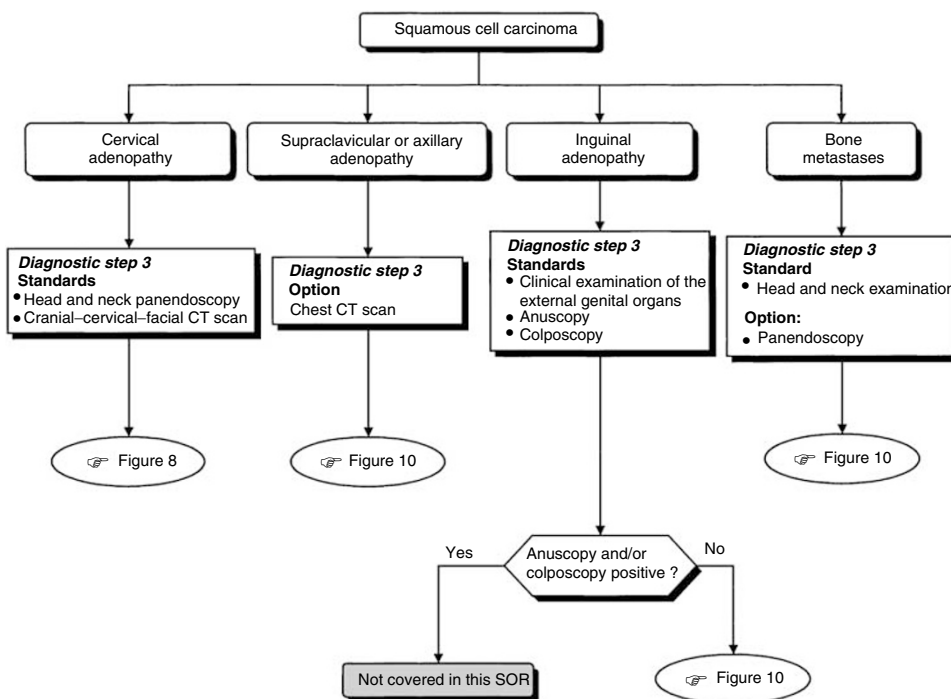 Squamous cell carcinoma
Cervical
adenopathy
Supraclavicular or axillary
adenopathy
Inguinal
adenopathy
Bone
metastases
Diagnostic step 3
Standards
• Head and neck panendoscopy
• Cranial–cervical–facial CT scan
Diagnostic step 3
Option
Chest CT scan
Diagnostic step 3
Standards
• Clinical examination of the
external genital organs
• Anuscopy
• Colposcopy
Diagnostic step 3
Standard
• Head and neck examination
Option:
• Panendoscopy
☞ Figure 8
☞ Figure 10
☞ Figure 10
Yes
Anuscopy and/or
colposcopy positive ?
No
Not covered in this SOR
☞ Figure 10